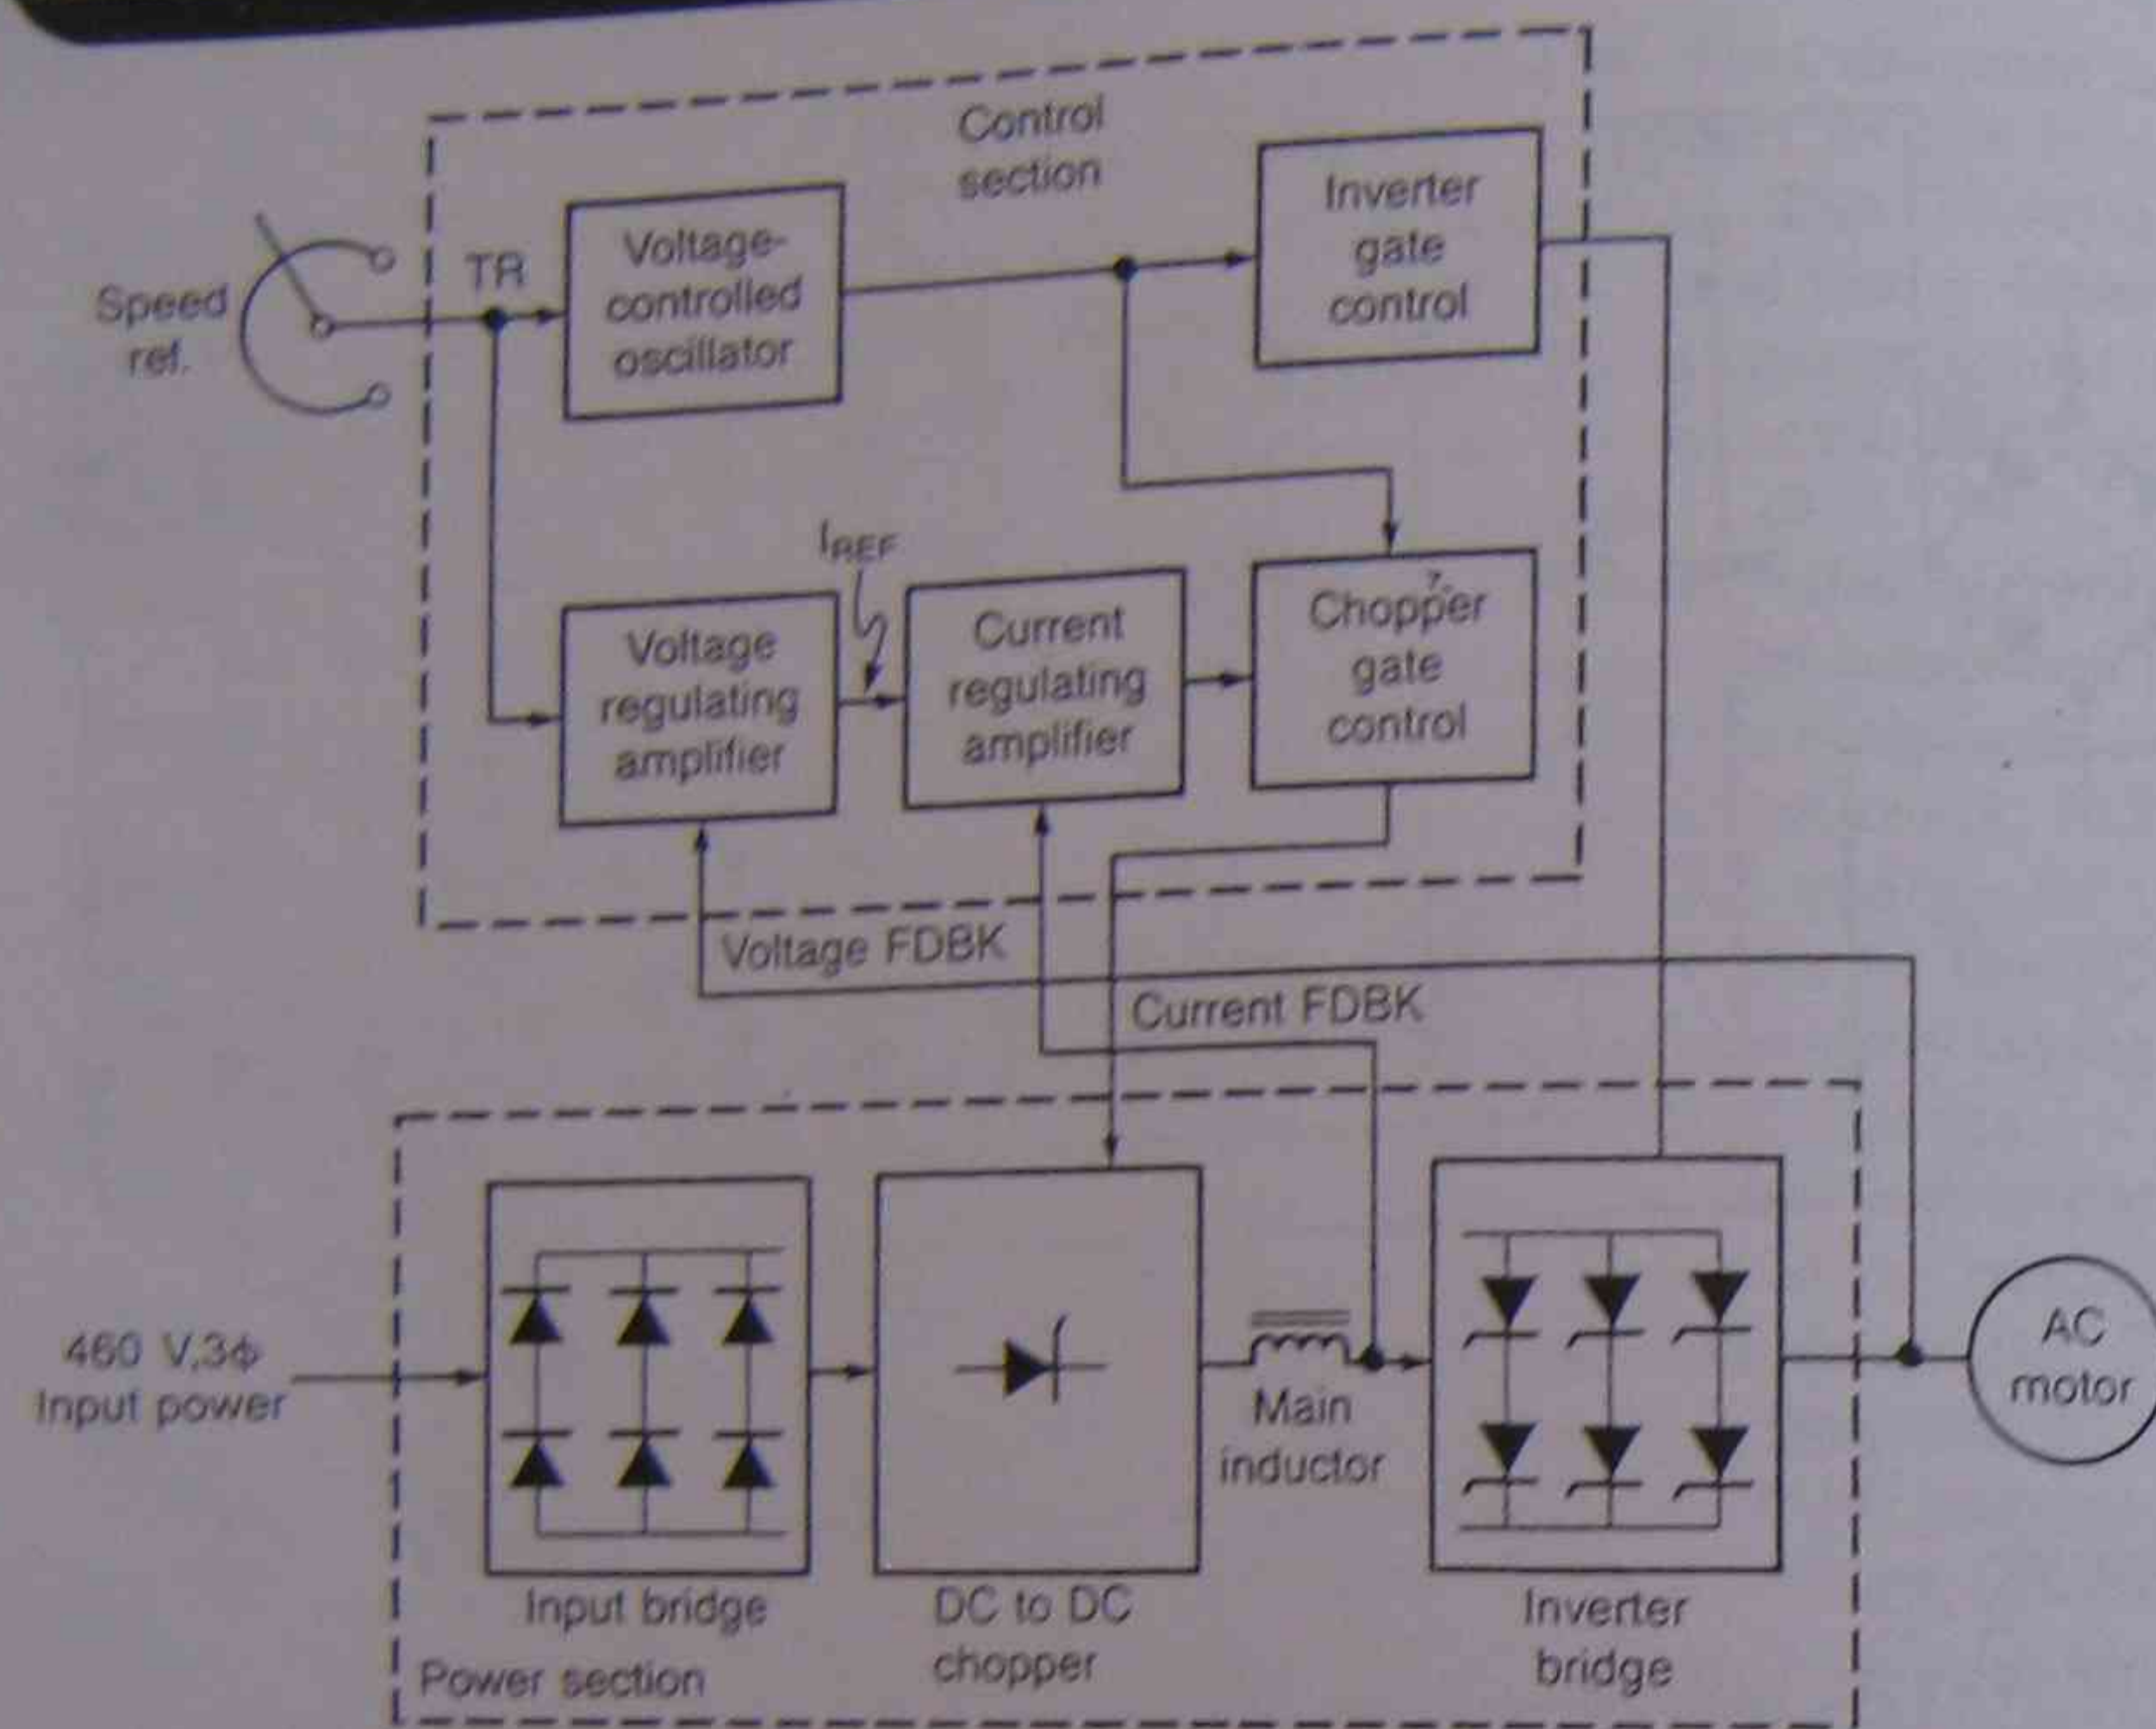 Control
section
Inverter
gate
control
Voltage-
controlled
oscillator
TR
Speed
ref.
IREF
Chopper
gate
control
Current
regulating
amplifier
Voltage
regulating
amplifier
Voltage FDBK
Current FDBK
460 V,3ϕ
Input power
AC
motor
Main
inductor
Input bridge
DC to DC
chopper
Inverter
bridge
Power section